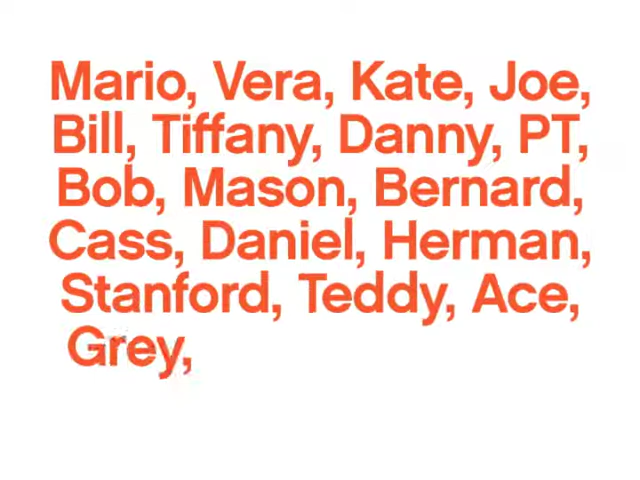 Mario, Vera, Kate, Joe,
Bill, Tiffany, Danny, PT,
Bob, Mason, Bernard,
Cass, Daniel, Herman,
Stanford, Teddy, Ace,
Grey,